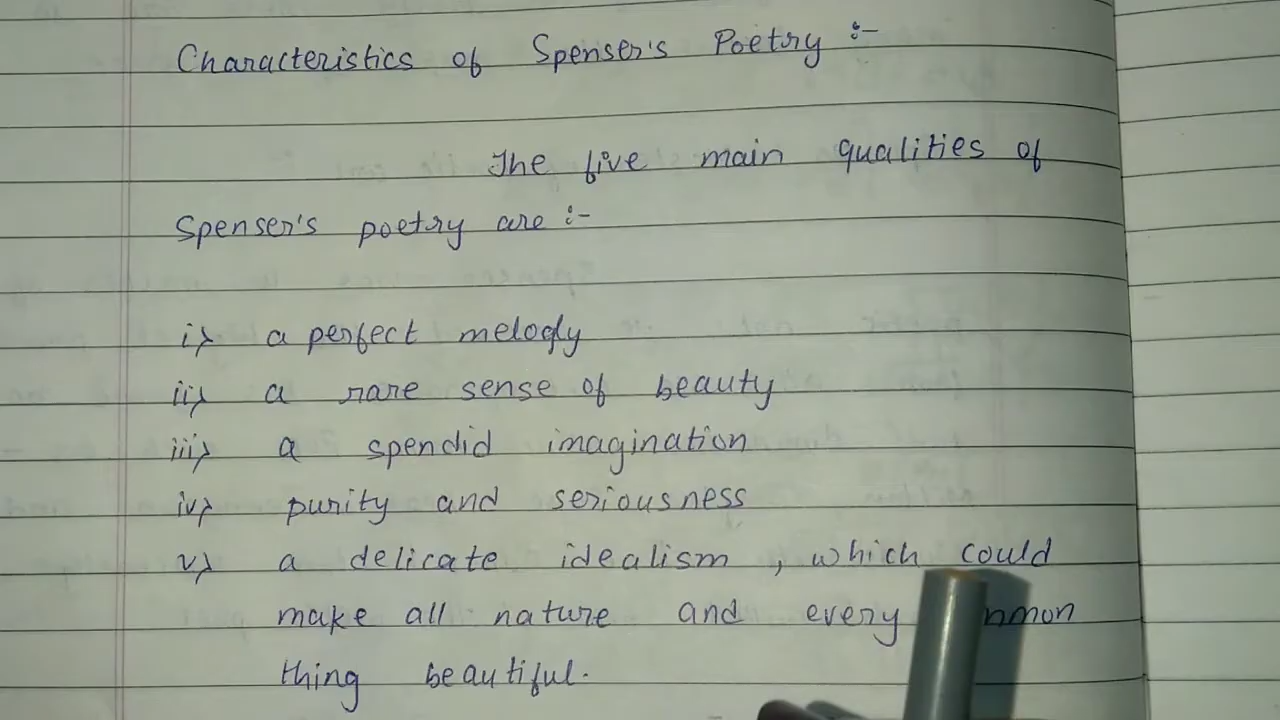 Characteristics of Spenser's Poetry :-
The five main qualities of
Spenser's poetry are :-
i> a perfect melody
ii> a rare sense of beauty
iii> a spendid imagination
iv> purity and seriousness
v> a delicate idealism , which could
make all nature and every
thing beautiful.